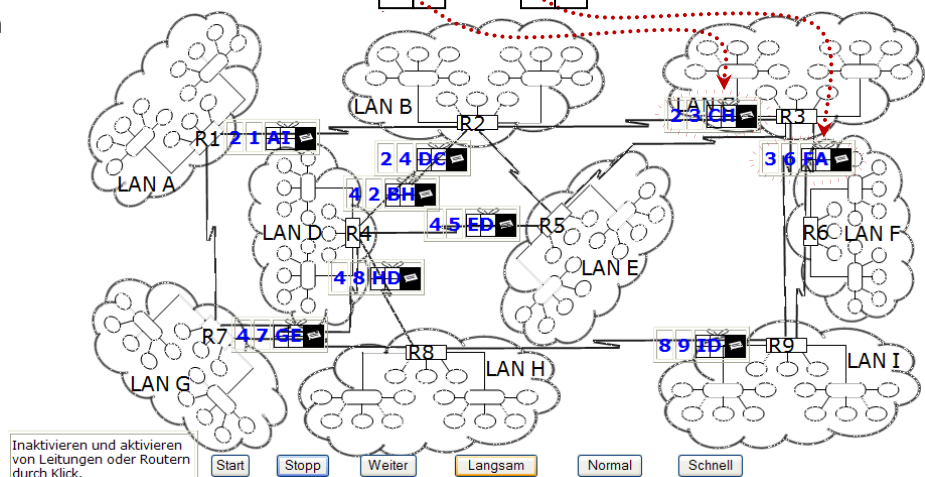 LAN B
LAN C
R2
R3
R1
2 1 AI
2 3 CH
2 4 DC
3 6 FA
LAN A
4 2 BH
LAN D
R4
4 5 ED
R5
R6
LAN F
LAN E
4 8 HD
R7
4 7 GE
R8
8 9 ID
R9
LAN G
LAN H
LAN I
Inaktivieren und aktivieren
von Leitungen oder Routern
durch Klick.
Start
Stopp
Weiter
Langsam
Normal
Schnell